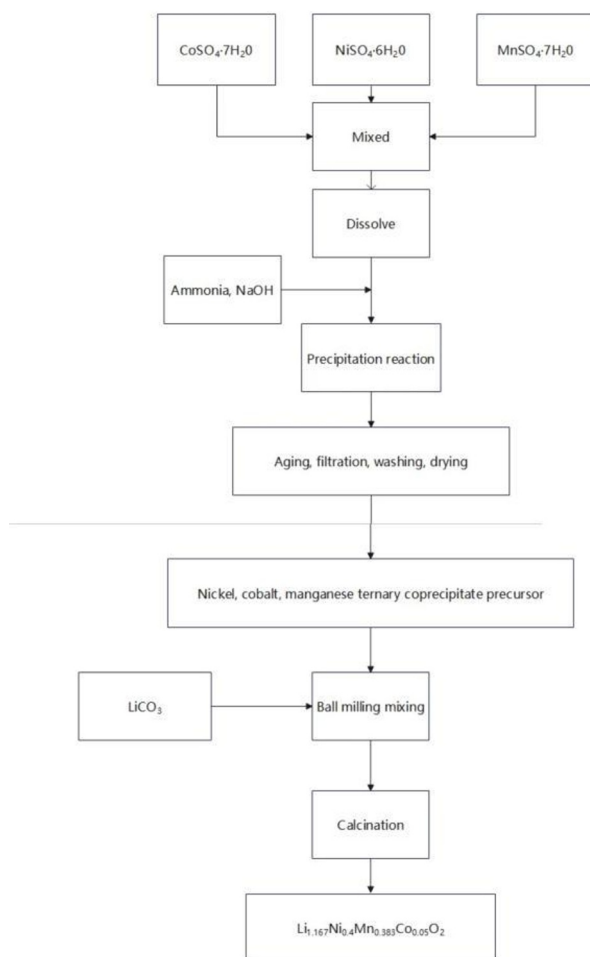 CoSO₄·7H₂0
NiSO₄·6H₂0
MnSO₄·7H₂0
Mixed
Dissolve
Ammonia, NaOH
Precipitation reaction
Aging, filtration, washing, drying
Nickel, cobalt, manganese ternary coprecipitate precursor
LiCO₃
Ball milling mixing
Calcination
Li₁.₁₆₇Ni₀.₄Mn₀.₃₈₃Co₀.₀₅O₂